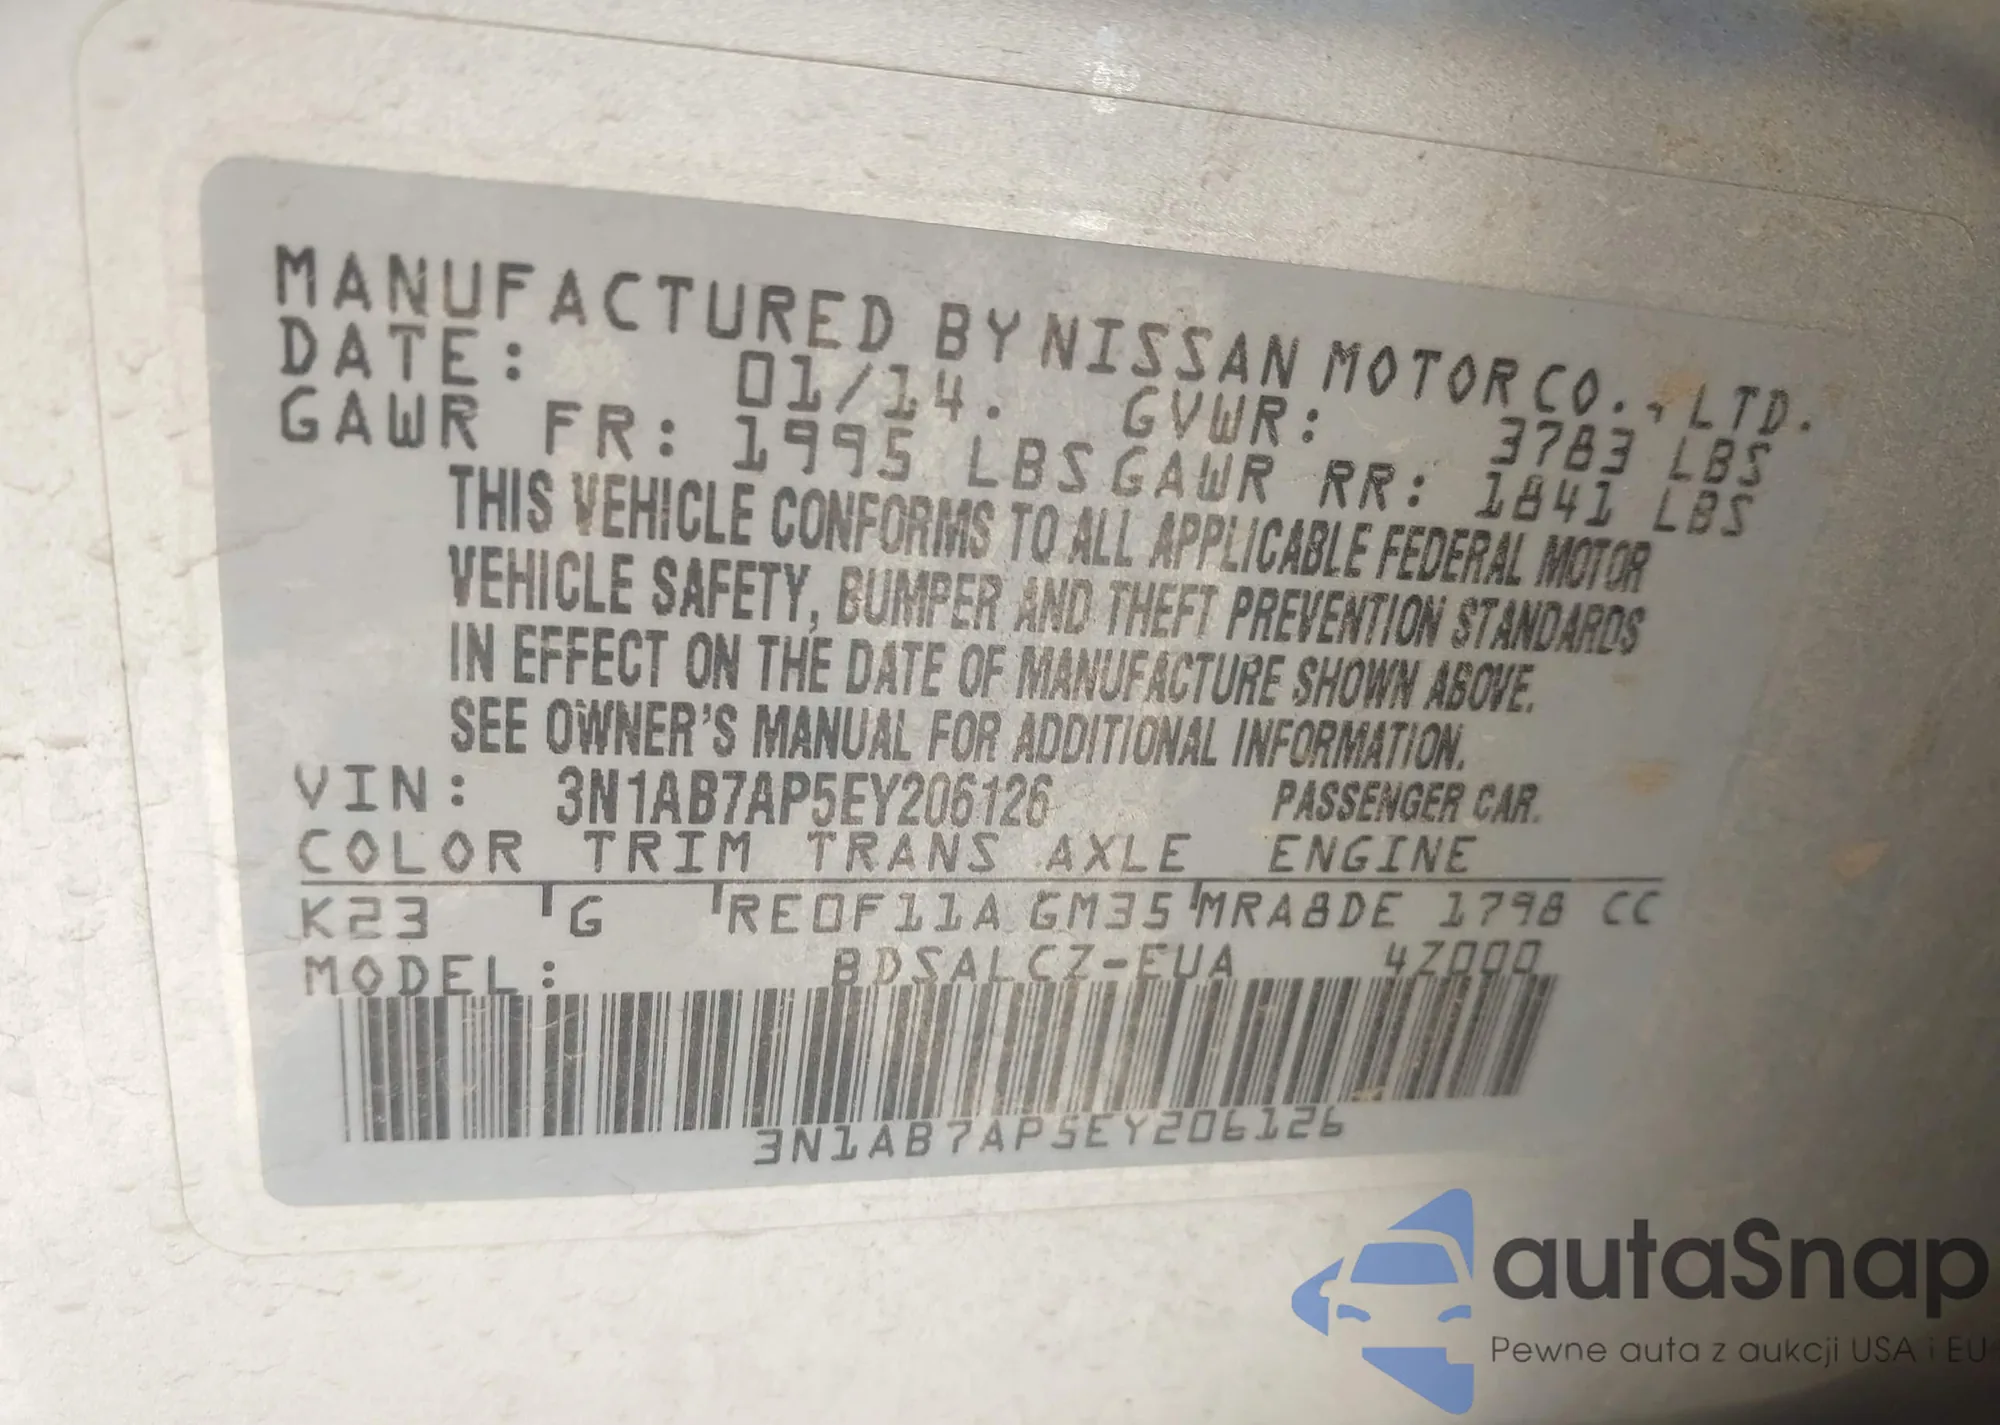 MANUFACTURED BY NISSAN MOTOR CO., LTD.
DATE: 01/14. GVWR: 3783 LBS
GAWR FR: 1995 LBS GAWR RR: 1841 LBS
THIS VEHICLE CONFORMS TO ALL APPLICABLE FEDERAL MOTOR
VEHICLE SAFETY, BUMPER AND THEFT PREVENTION STANDARDS
IN EFFECT ON THE DATE OF MANUFACTURE SHOWN ABOVE.
SEE OWNER'S MANUAL FOR ADDITIONAL INFORMATION.
VIN: 3N1AB7AP5EY206126 PASSENGER CAR.
COLOR TRIM TRANS AXLE ENGINE
K23 G RE0F11A GM35 MRA8DE 1798 CC
MODEL: BDSALCZ-EUA 4Z000
3N1AB7AP5EY206126
autaSnap
Pewne auta z aukcji USA i EU